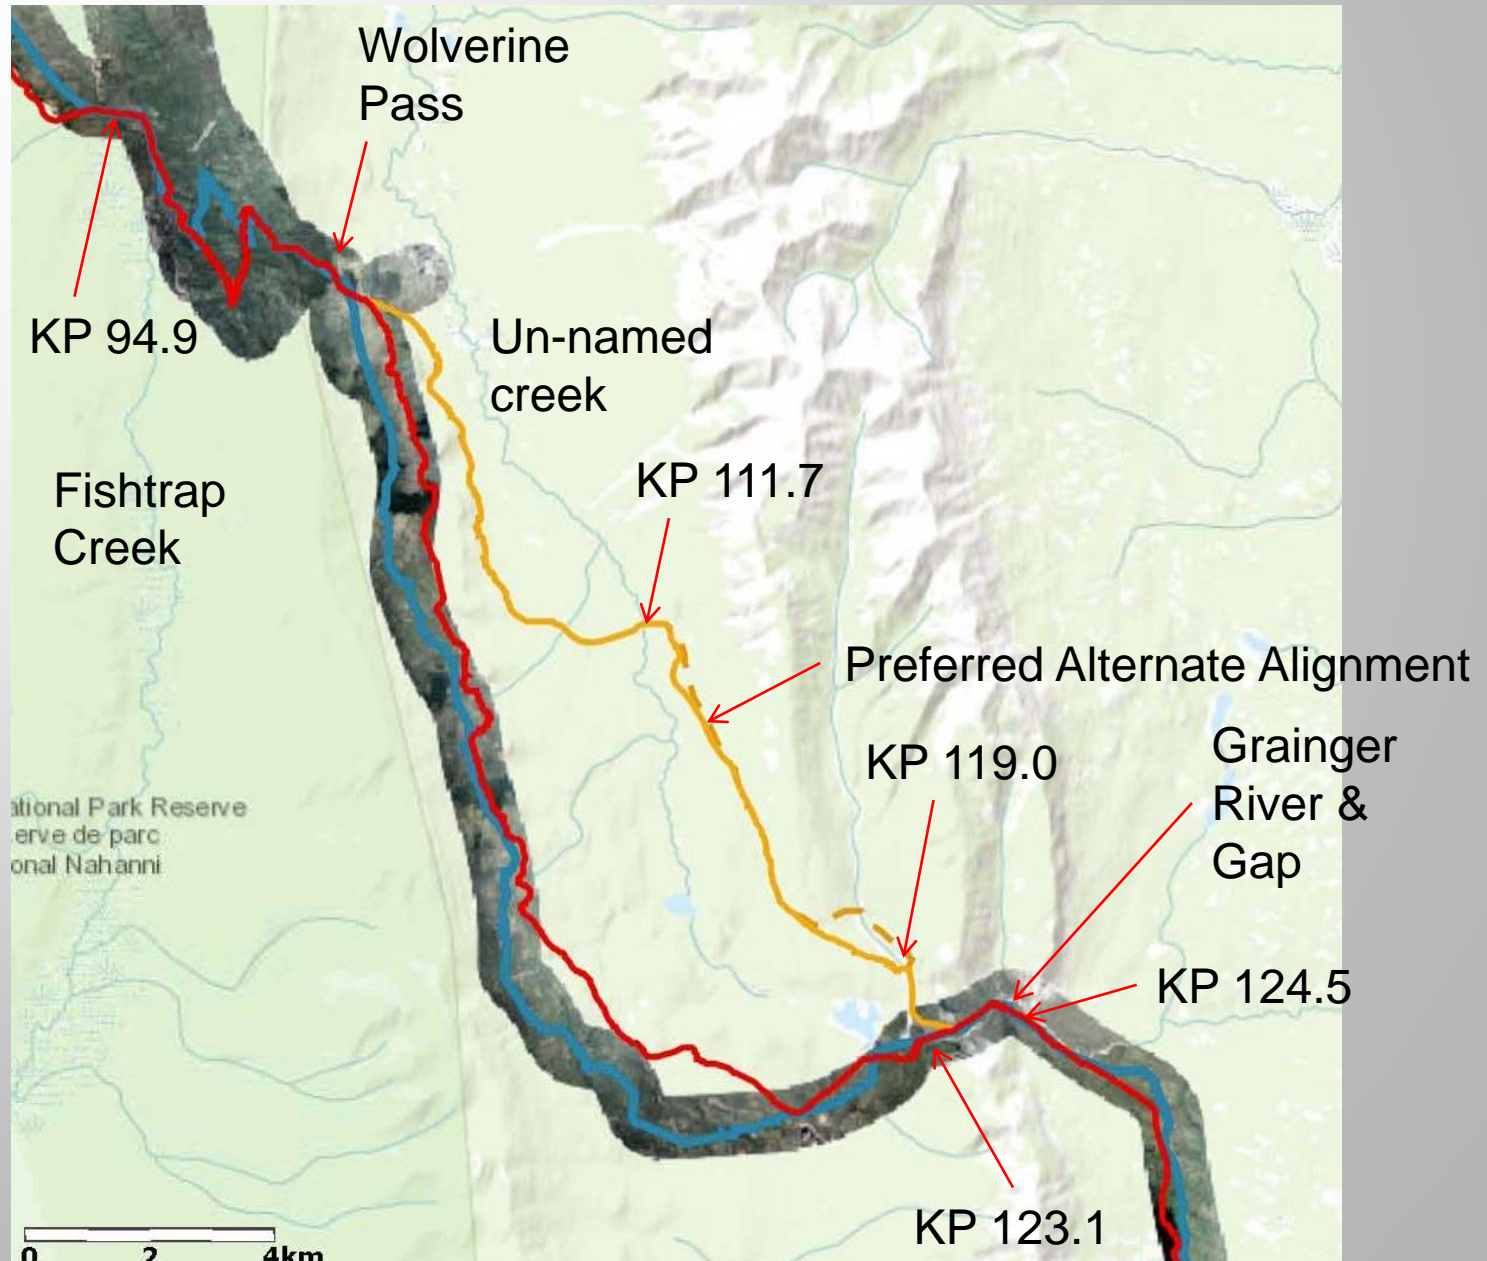 Wolverine
Pass
KP 94.9
Un-named
creek
KP 111.7
Fishtrap
Creek
Preferred Alternate Alignment
KP 119.0
Grainger
River &
Gap
ational Park Reserve
erve de parc
onal Nahanni
KP 124.5
KP 123.1
0 2 4km